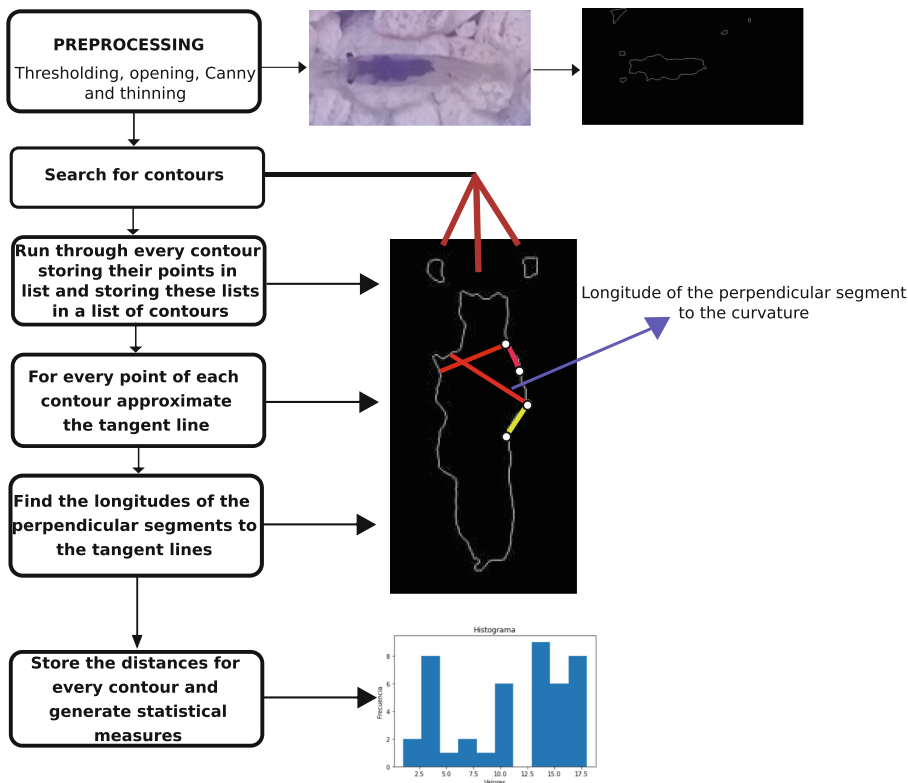 PREPROCESSING
Thresholding, opening, Canny
and thinning
Search for contours
Run through every contour
storing their points in
list and storing these lists
in a list of contours
Longitude of the perpendicular segment
to the curvature
For every point of each
contour approximate
the tangent line
Find the longitudes of the
perpendicular segments to
the tangent lines
Store the distances for
every contour and
generate statistical
measures
Histograma
Frecuencia
8
6
4
2
0
2.5 5.0 7.5 10.0 12.5 15.0 17.5
Valores